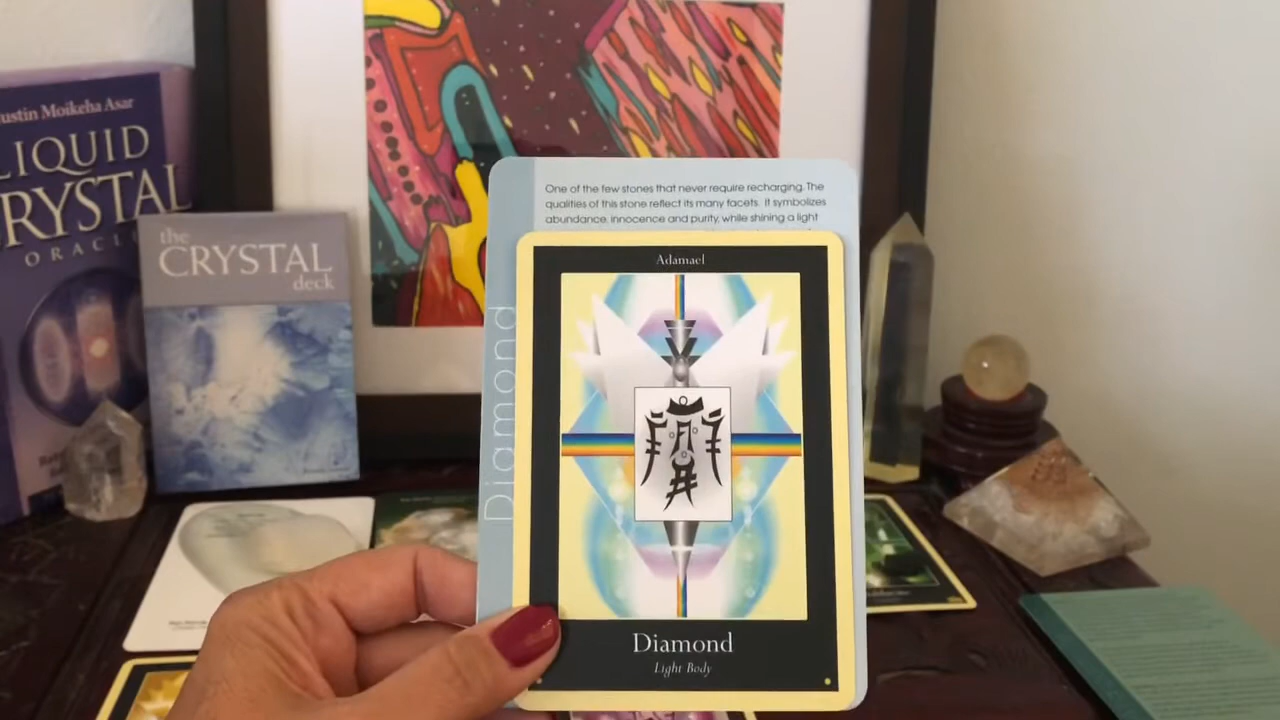 ustin Moikeha Asar
LIQUID
CRYSTAL
ORACLE
the
CRYSTAL
deck
One of the few stones that never require recharging. The
qualities of this stone reflect its many facets. It symbolizes
abundance, innocence and purity, while shining a light
Diamond
Adamael
Diamond
Light Body